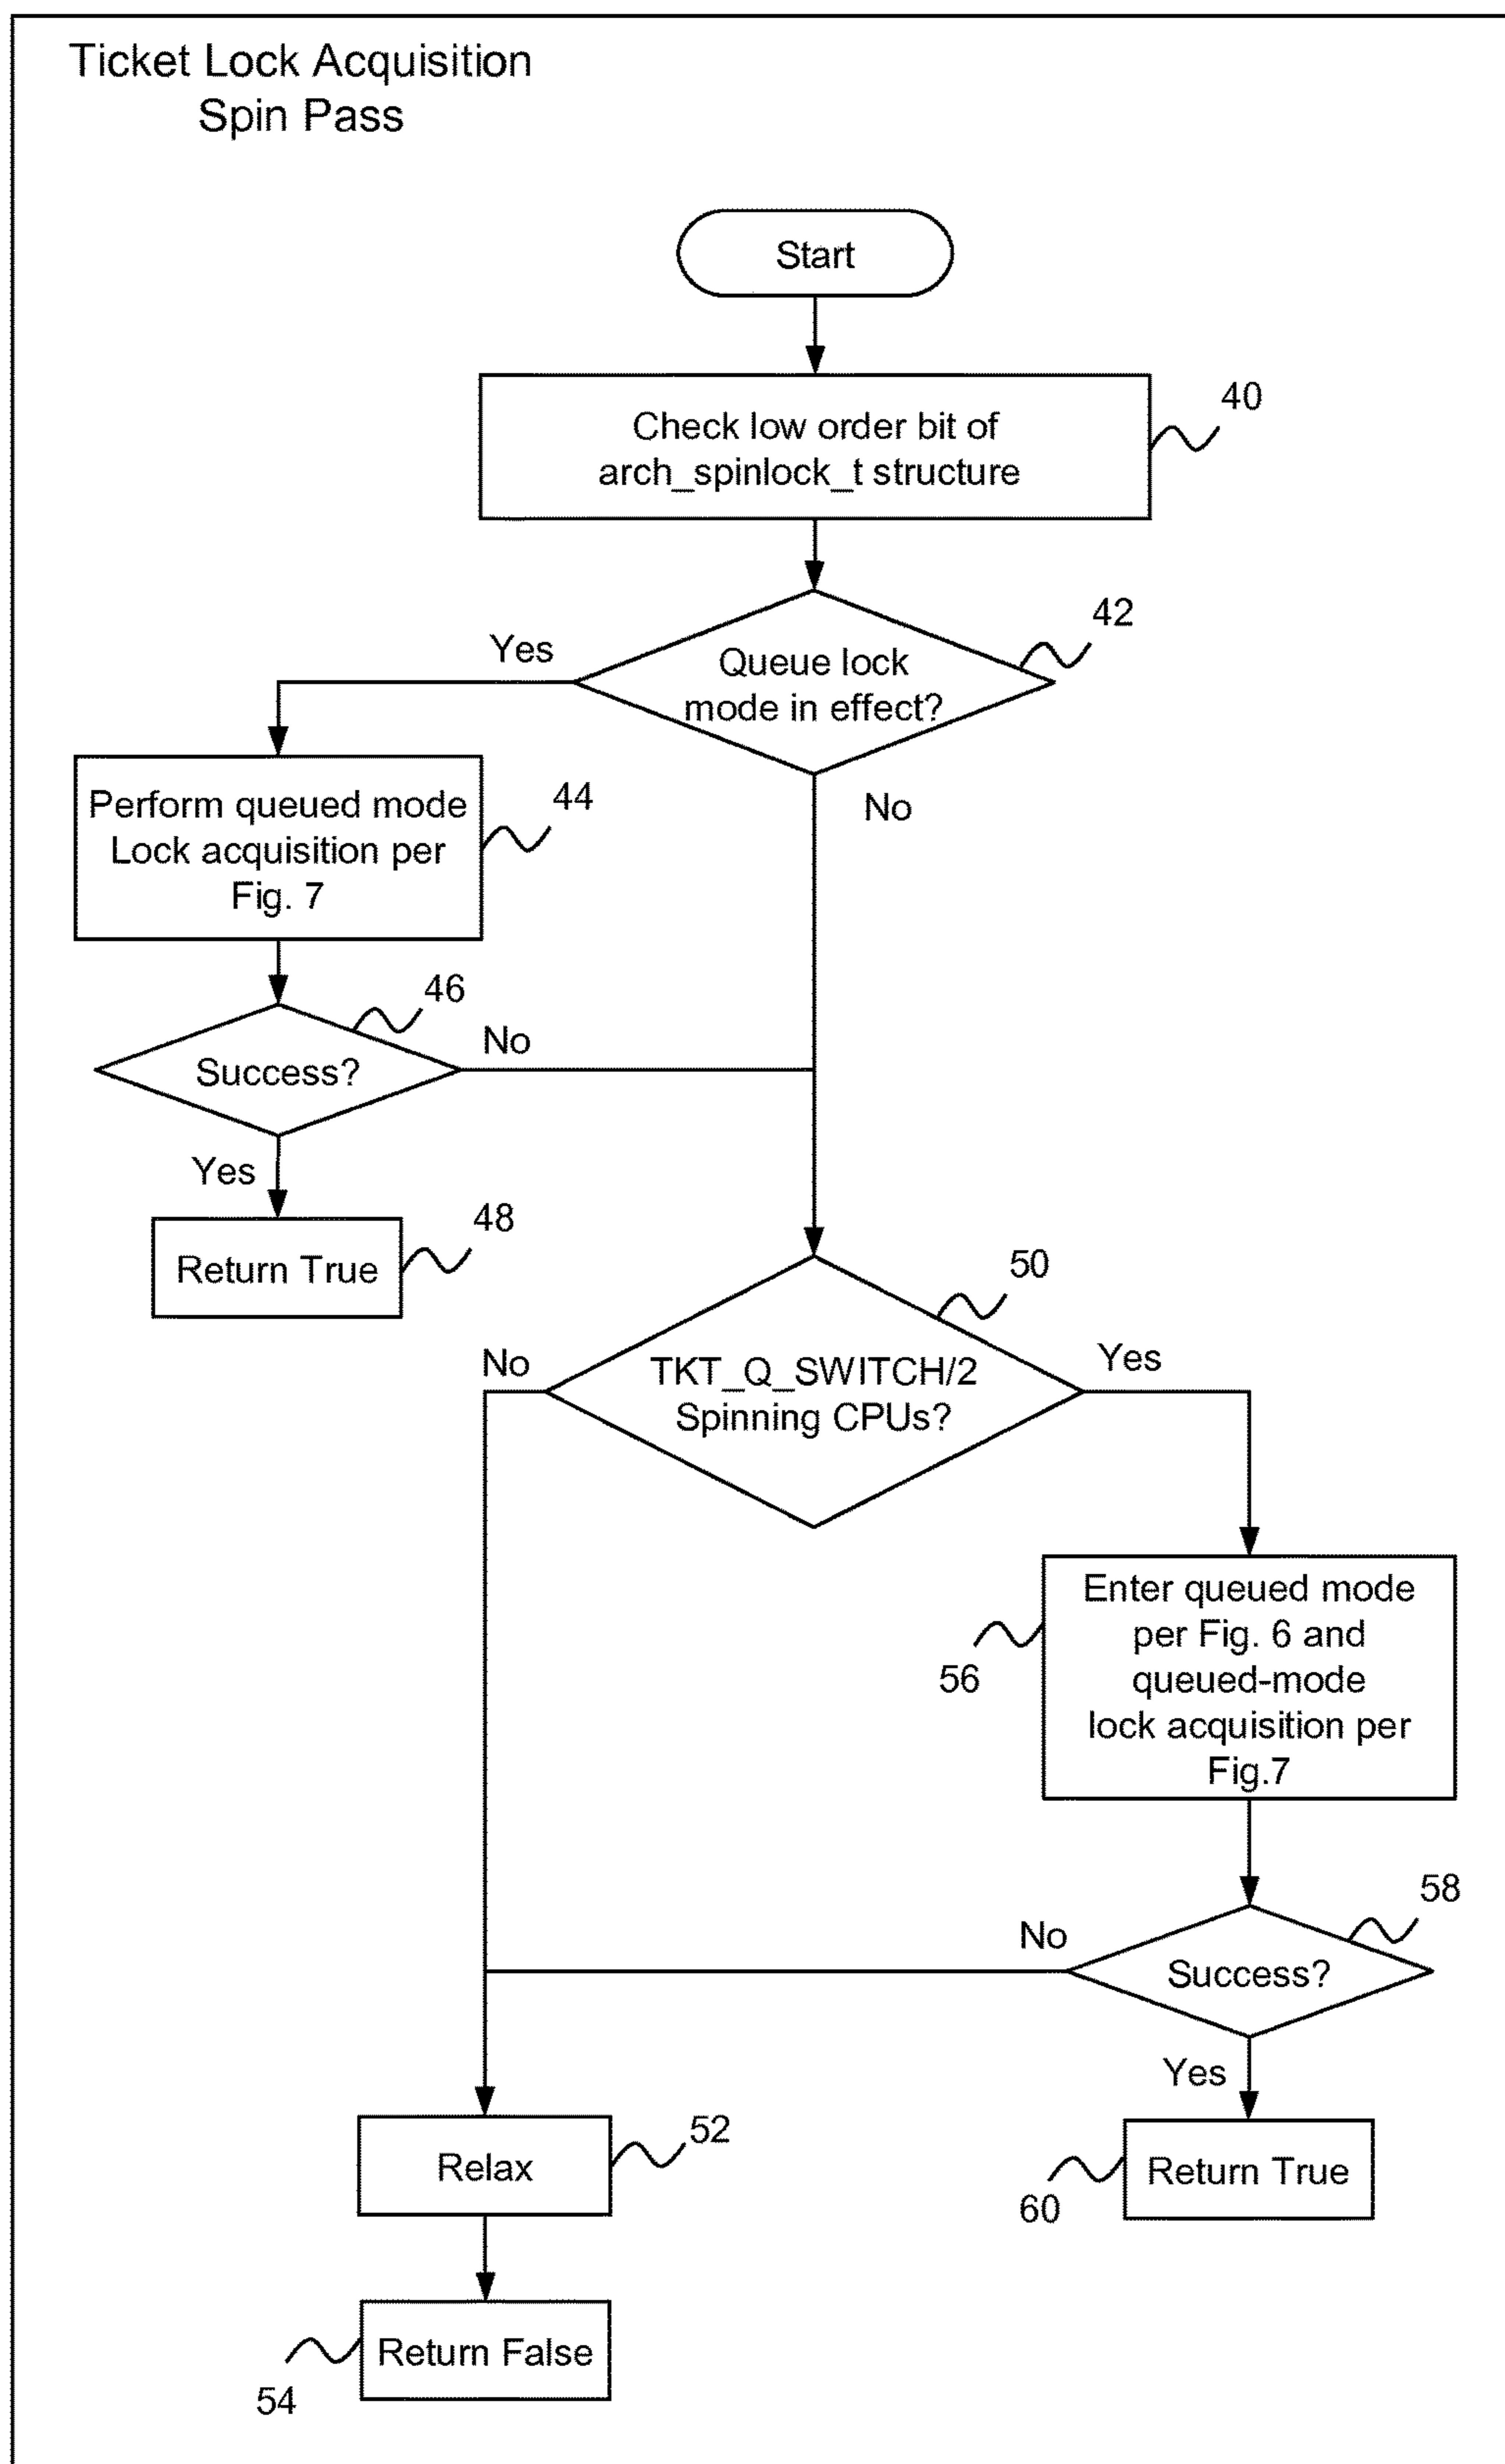 Ticket Lock Acquisition
Spin Pass
Start
Check low order bit of
arch_spinlock_t structure
40
Queue lock
mode in effect?
42
Yes
No
Perform queued mode
Lock acquisition per
Fig. 7
44
Success?
46
No
Yes
Return True
48
TKT_Q_SWITCH/2
Spinning CPUs?
50
No
Yes
Enter queued mode
per Fig. 6 and
queued-mode
lock acquisition per
Fig.7
56
Success?
58
No
Yes
Relax
52
Return True
60
Return False
54